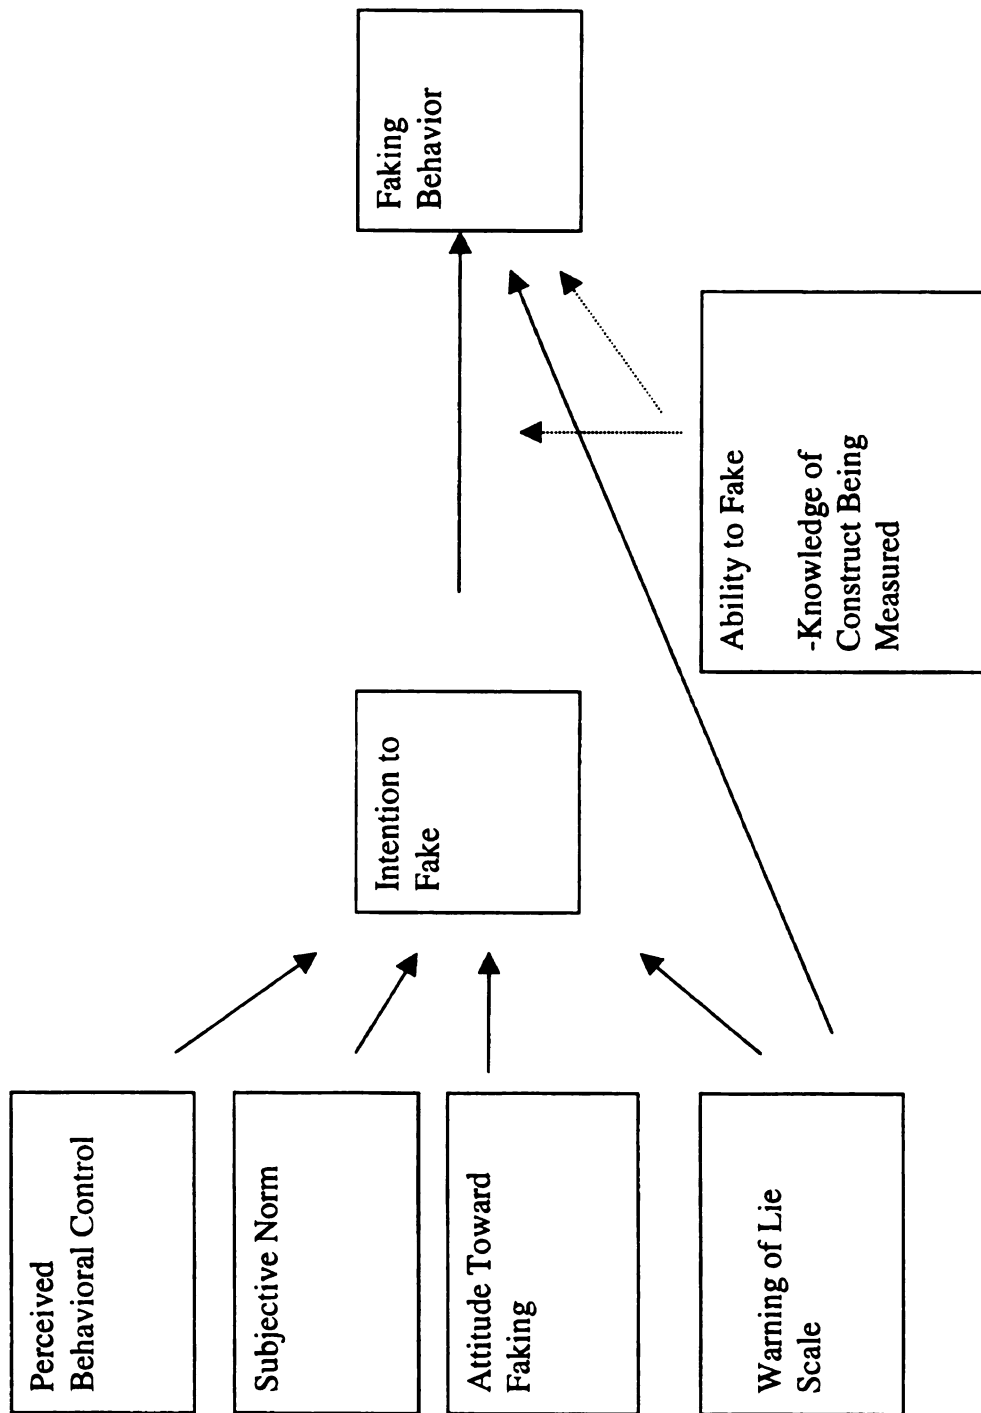 Perceived
Behavioral Control
Subjective Norm
Attitude Toward
Faking
Warning of Lie
Scale
Intention to
Fake
Ability to Fake
-Knowledge of
Construct Being
Measured
Faking
Behavior